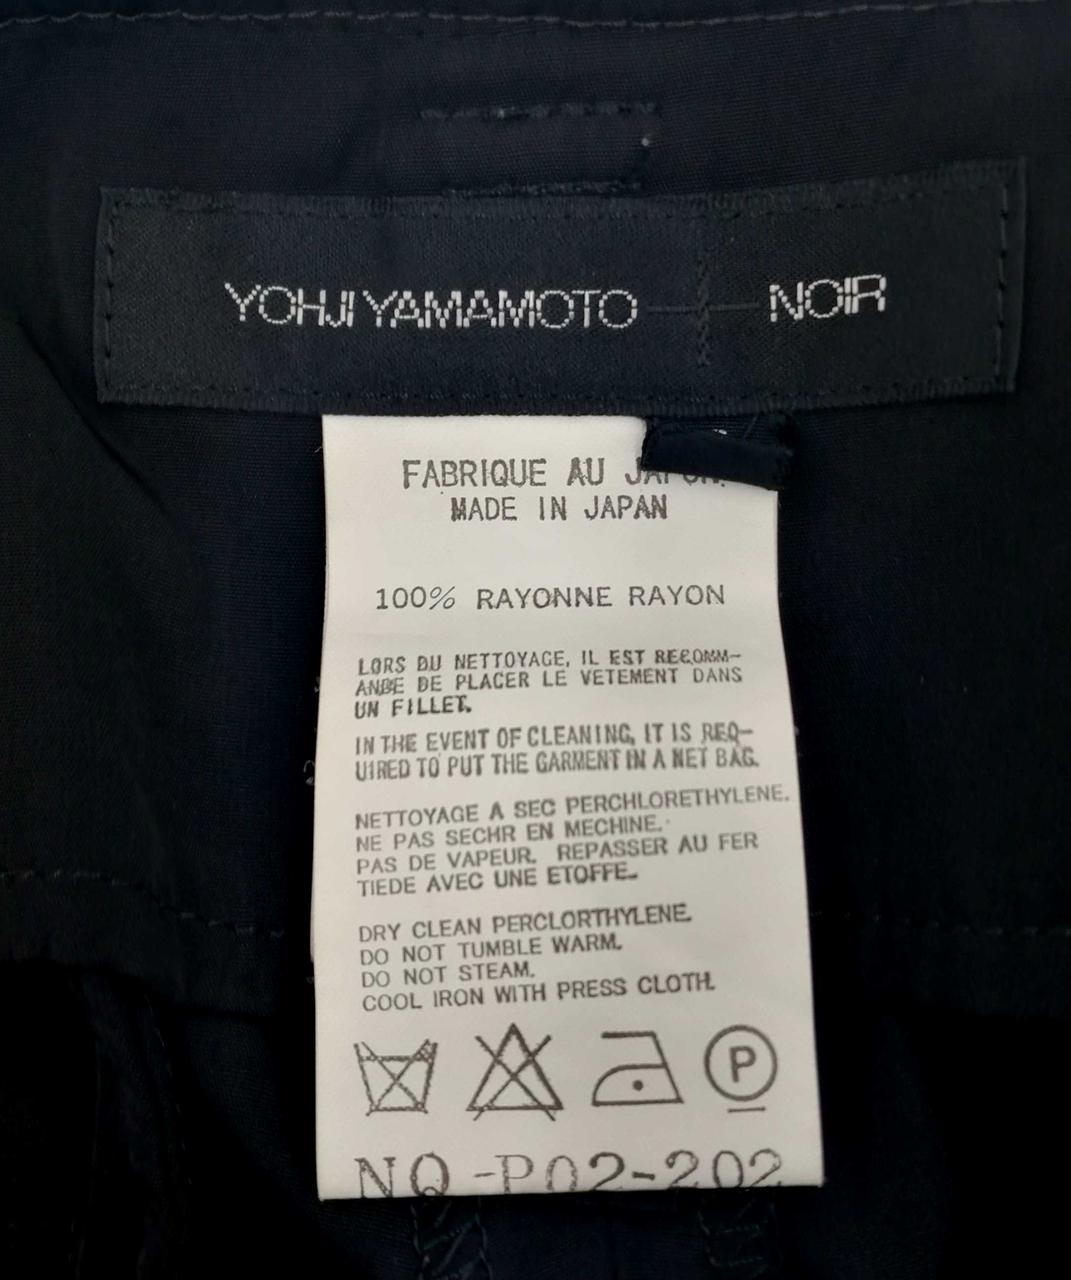 YOHJI YAMAMOTO — NOIR
FABRIQUE AU JAPON.
MADE IN JAPAN
100% RAYONNE RAYON
LORS DU NETTOYAGE, IL EST RECOMM-
ANDE DE PLACER LE VETEMENT DANS
UN FILLET.
IN THE EVENT OF CLEANING, IT IS REQ-
UIRED TO PUT THE GARMENT IN A NET BAG.
NETTOYAGE A SEC PERCHLORETHYLENE.
NE PAS SECHR EN MECHINE.
PAS DE VAPEUR. REPASSER AU FER
TIEDE AVEC UNE ETOFFE.
DRY CLEAN PERCLORTHYLENE.
DO NOT TUMBLE WARM.
DO NOT STEAM.
COOL IRON WITH PRESS CLOTH.
P
NQ-P02-202